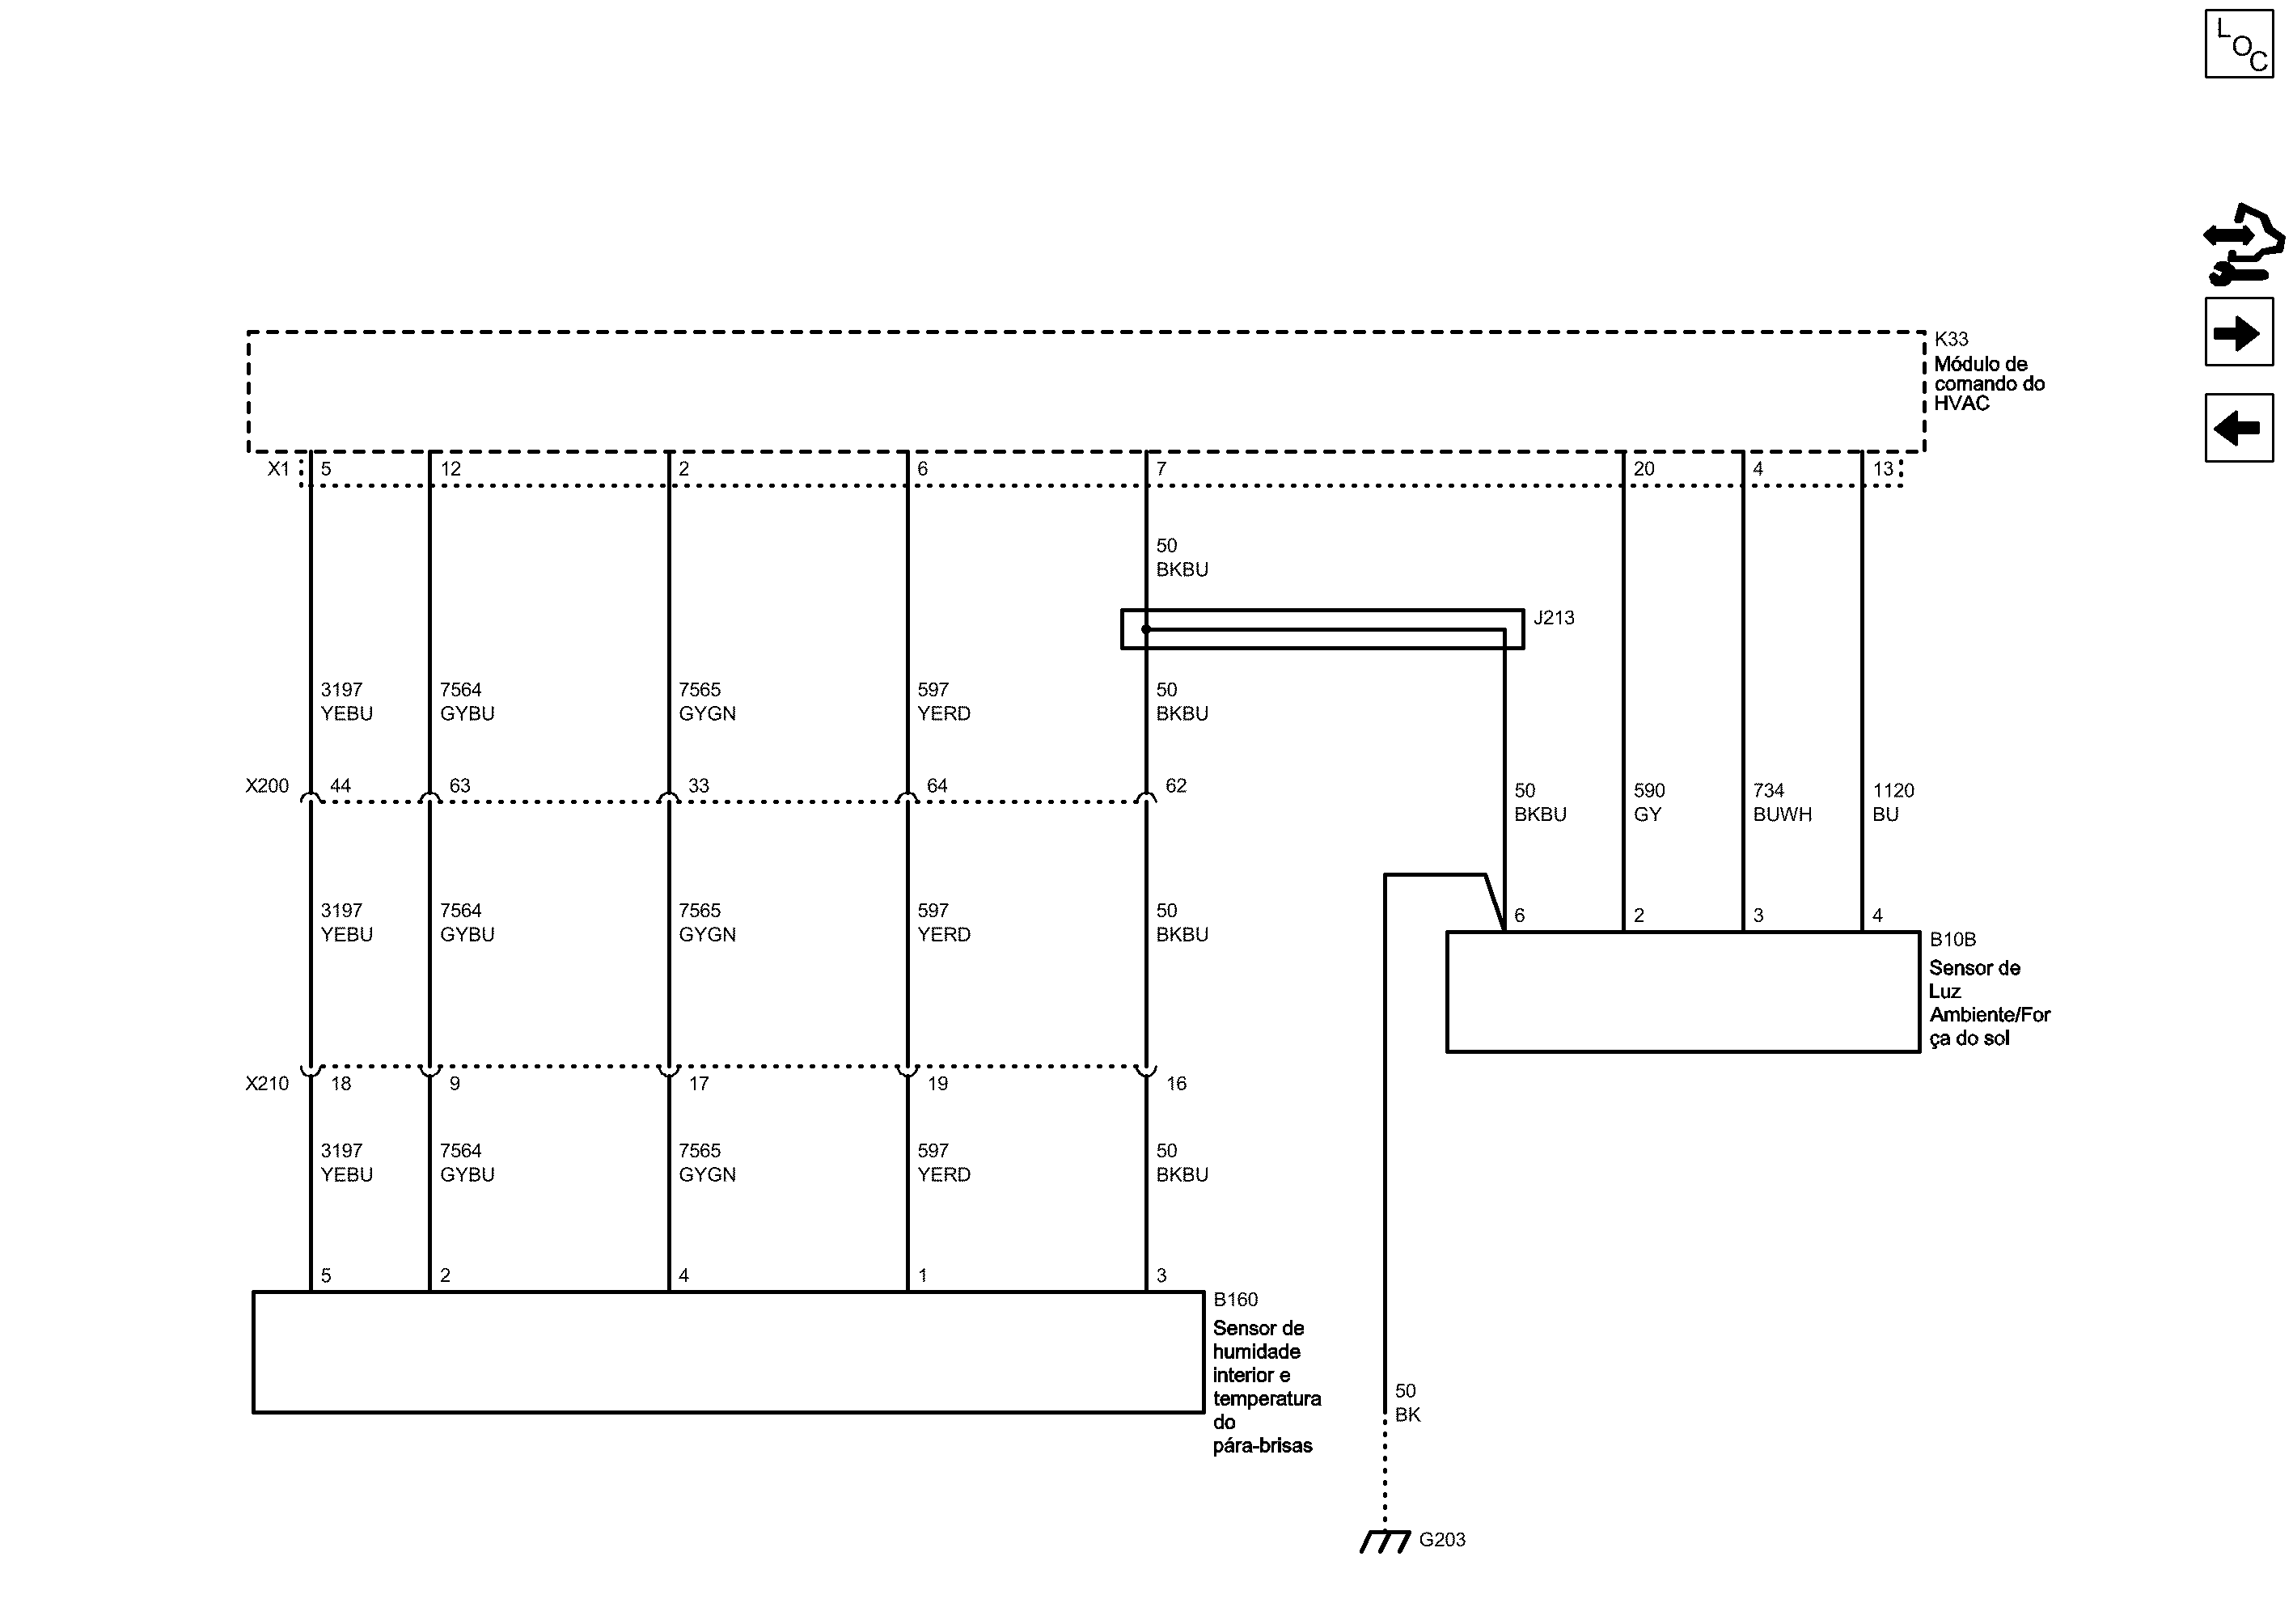 LOC
K33
Módulo de
comando do
HVAC
X1 5 12 2 6 7 20 4 13
50
BKBU
J213
3197 7564 7565 597 50
YEBU GYBU GYGN YERD BKBU
X200 44 63 33 64 62
50 590 734 1120
BKBU GY BUWH BU
3197 7564 7565 597 50
YEBU GYBU GYGN YERD BKBU
6 2 3 4
B10B
Sensor de
Luz
Ambiente/For
ça do sol
X210 18 9 17 19 16
3197 7564 7565 597 50
YEBU GYBU GYGN YERD BKBU
5 2 4 1 3
B160
Sensor de
humidade
interior e
temperatura
do
pára-brisas
50
BK
G203